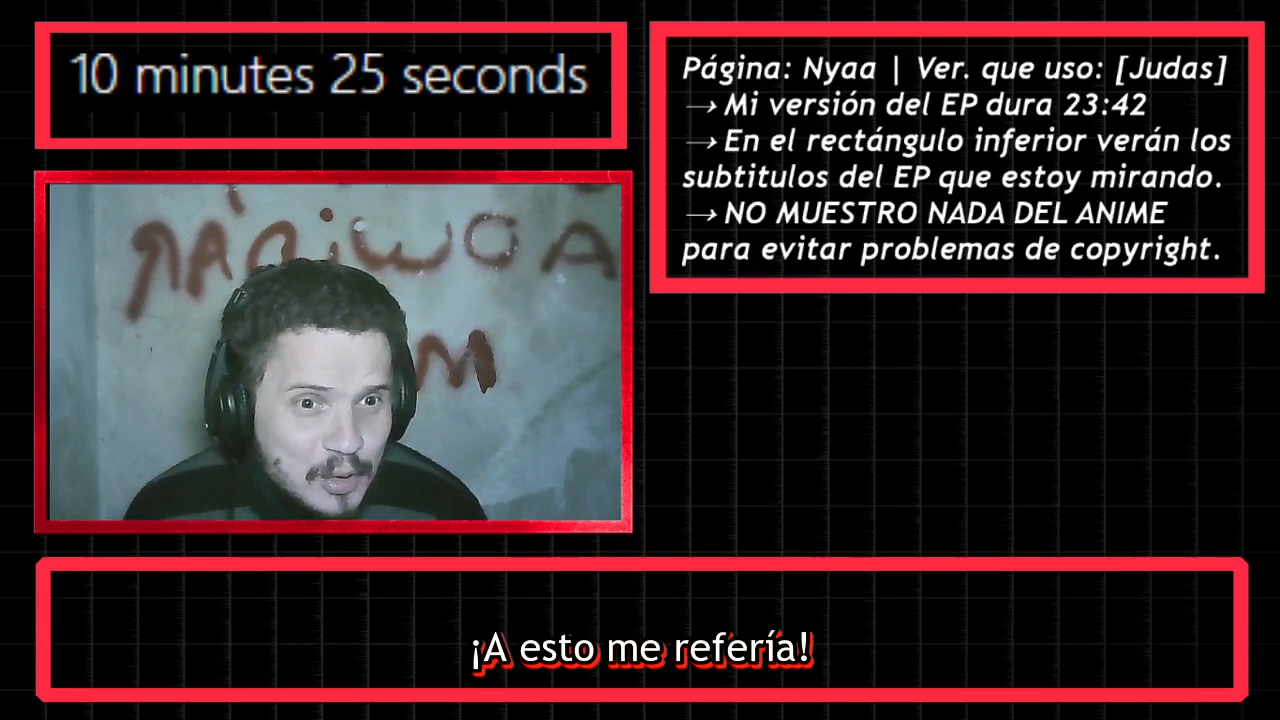 10 minutes 25 seconds
Página: Nyaa | Ver. que uso: [Judas]
→ Mi versión del EP dura 23:42
→ En el rectángulo inferior verán los
subtitulos del EP que estoy mirando.
→ NO MUESTRO NADA DEL ANIME
para evitar problemas de copyright.
¡A esto me refería!